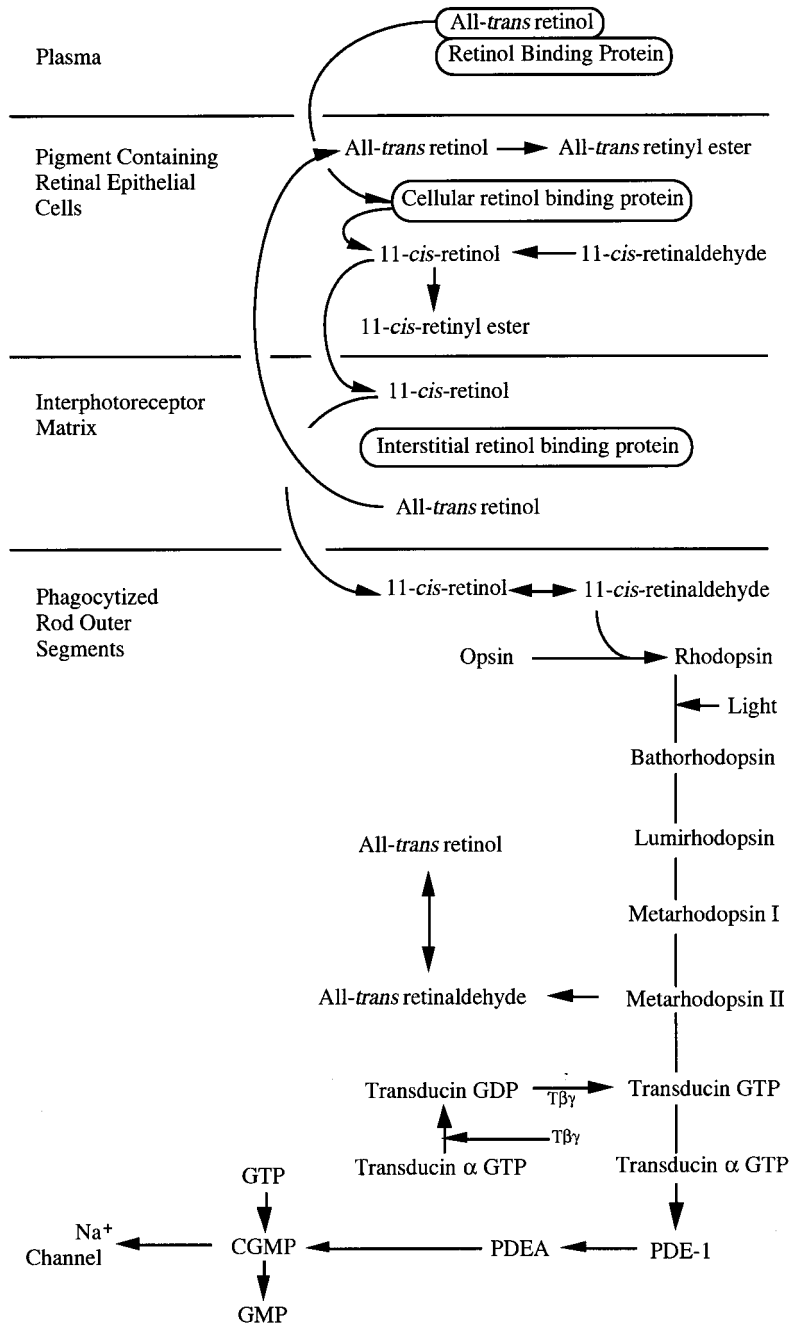 All-trans retinol
Retinol Binding Protein
Plasma
Pigment Containing
Retinal Epithelial
Cells
All-trans retinol
All-trans retinyl ester
Cellular retinol binding protein
11-cis-retinol
11-cis-retinaldehyde
11-cis-retinyl ester
Interphotoreceptor
Matrix
11-cis-retinol
Interstitial retinol binding protein
All-trans retinol
Phagocytized
Rod Outer
Segments
11-cis-retinol
11-cis-retinaldehyde
Opsin
Rhodopsin
Light
Bathorhodopsin
Lumirhodopsin
All-trans retinol
Metarhodopsin I
All-trans retinaldehyde
Metarhodopsin II
Transducin GDP
Tβγ
Transducin GTP
Tβγ
Transducin α GTP
Transducin α GTP
GTP
Na+
Channel
CGMP
PDEA
PDE-1
GMP